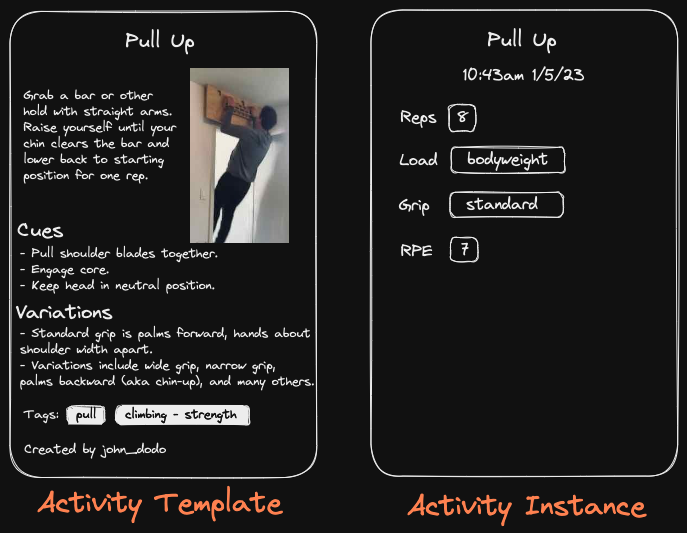 Pull Up
Grab a bar or other
hold with straight arms.
Raise yourself until your
chin clears the bar and
lower back to starting
position for one rep.
Cues
- Pull shoulder blades together.
- Engage core.
- Keep head in neutral position.
Variations
- Standard grip is palms forward, hands about
shoulder width apart.
- Variations include wide grip, narrow grip,
palms backward (aka chin-up), and many others.
Tags: pull climbing - strength
Created by john_dodo
Activity Template
Pull Up
10:43am 1/5/23
Reps 8
Load bodyweight
Grip standard
RPE 7
Activity Instance